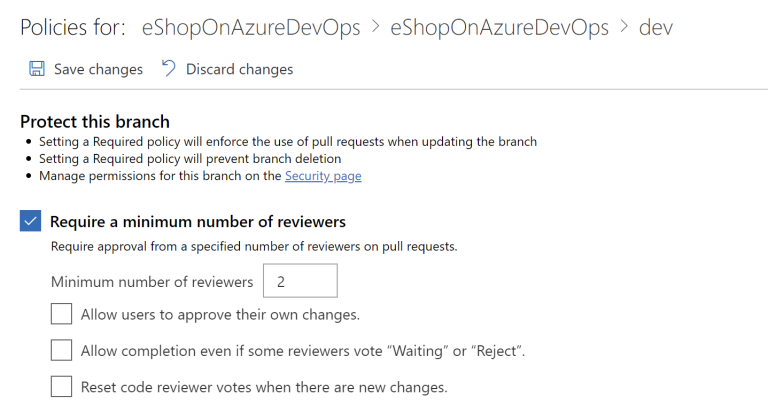 Policies for: eShopOnAzureDevOps > eShopOnAzureDevOps > dev
Save changes Discard changes
Protect this branch
• Setting a Required policy will enforce the use of pull requests when updating the branch
• Setting a Required policy will prevent branch deletion
• Manage permissions for this branch on the Security page
Require a minimum number of reviewers
Require approval from a specified number of reviewers on pull requests.
Minimum number of reviewers 2
Allow users to approve their own changes.
Allow completion even if some reviewers vote “Waiting” or “Reject”.
Reset code reviewer votes when there are new changes.